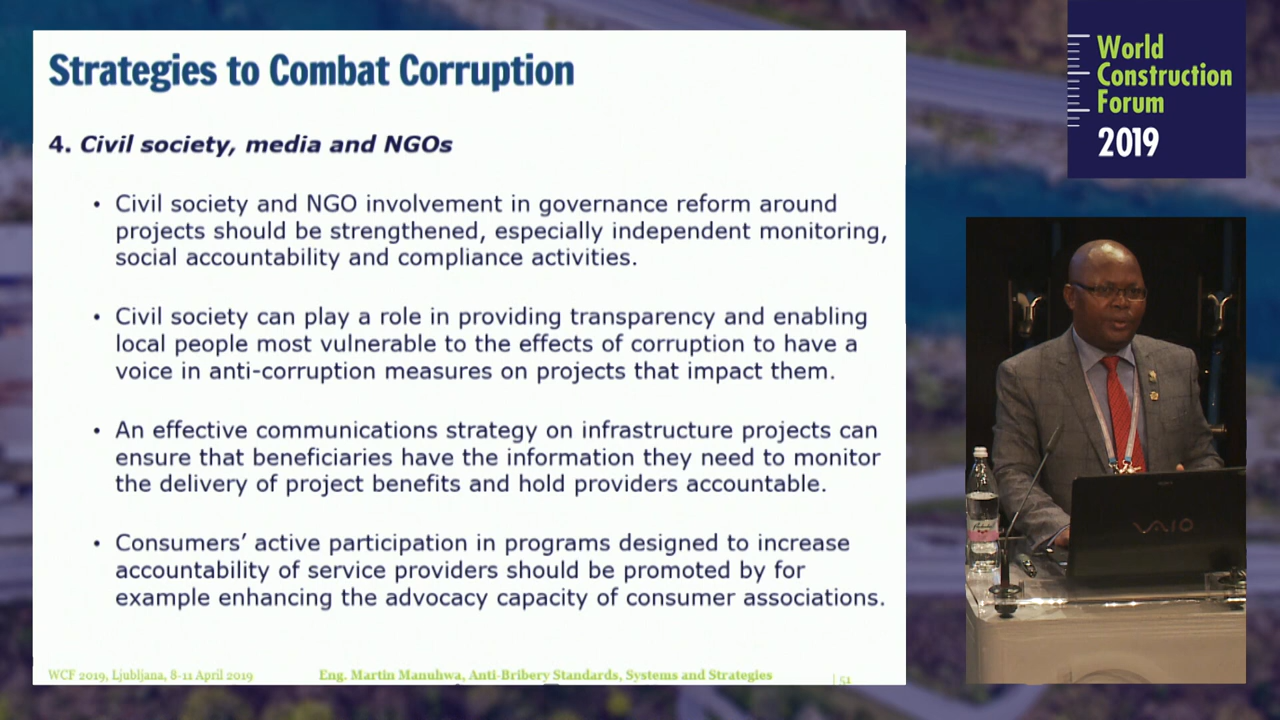 Strategies to Combat Corruption
4. Civil society, media and NGOs
• Civil society and NGO involvement in governance reform around
projects should be strengthened, especially independent monitoring,
social accountability and compliance activities.
• Civil society can play a role in providing transparency and enabling
local people most vulnerable to the effects of corruption to have a
voice in anti-corruption measures on projects that impact them.
• An effective communications strategy on infrastructure projects can
ensure that beneficiaries have the information they need to monitor
the delivery of project benefits and hold providers accountable.
• Consumers’ active participation in programs designed to increase
accountability of service providers should be promoted by for
example enhancing the advocacy capacity of consumer associations.
WCF 2019, Ljubljana, 8-11 April 2019 Eng. Martin Manuhwa, Anti-Bribery Standards, Systems and Strategies | 51
World
Construction
Forum
2019
VAIO